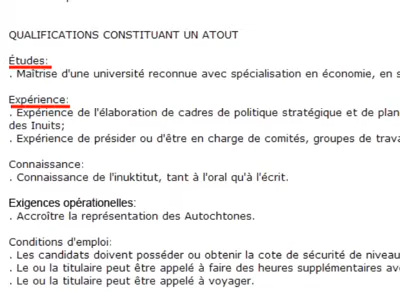 QUALIFICATIONS CONSTITUANT UN ATOUT
Études:
. Maîtrise d'une université reconnue avec spécialisation en économie, en s
Expérience:
. Expérience de l'élaboration de cadres de politique stratégique et de plan
des Inuits;
. Expérience de présider ou d'être en charge de comités, groupes de trava
Connaissance:
. Connaissance de l'inuktitut, tant à l'oral qu'à l'écrit.
Exigences opérationelles:
. Accroître la représentation des Autochtones.
Conditions d'emploi:
. Les candidats doivent posséder ou obtenir la cote de sécurité de niveau
. Le ou la titulaire peut être appelé à faire des heures supplémentaires av
. Le ou la titulaire peut être appelé à voyager.